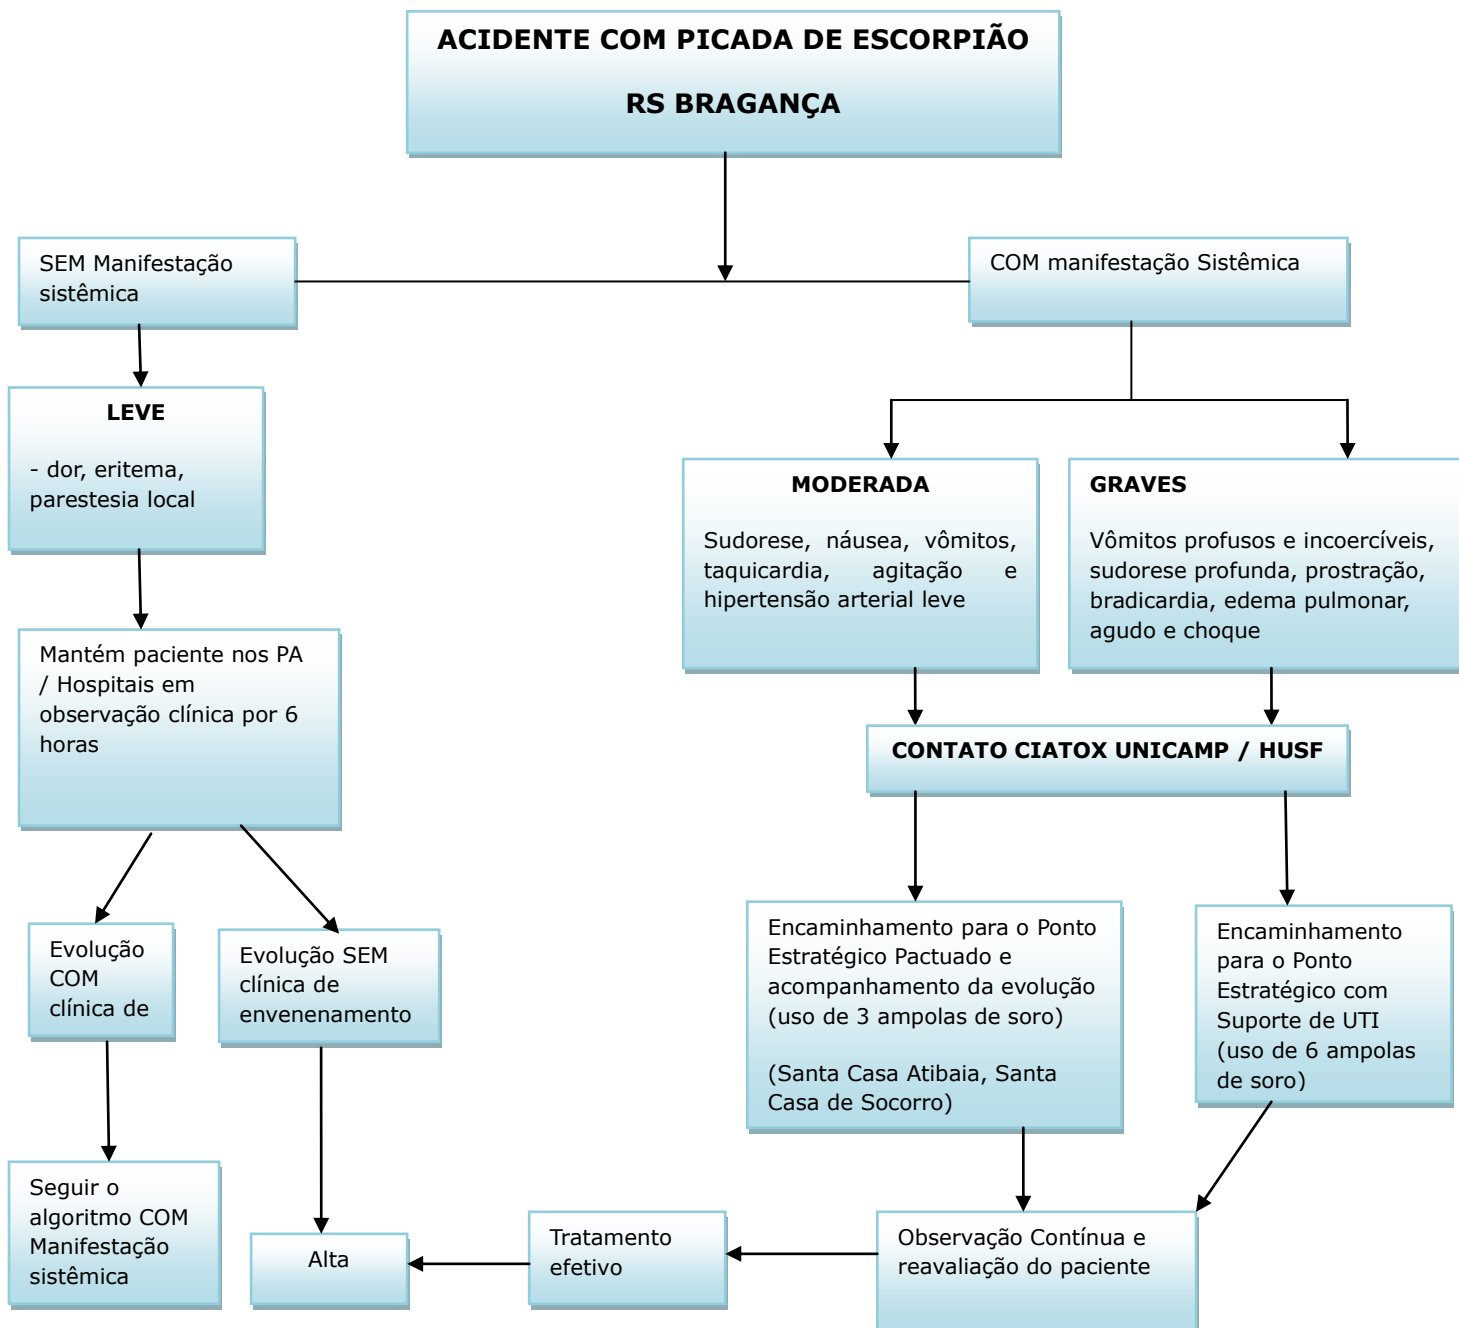 ACIDENTE COM PICADA DE ESCORPIÃO
RS BRAGANÇA
SEM Manifestação
sistêmica
COM manifestação Sistêmica
LEVE
- dor, eritema,
parestesia local
MODERADA
Sudorese, náusea, vômitos,
taquicardia, agitação e
hipertensão arterial leve
GRAVES
Vômitos profusos e incoercíveis,
sudorese profunda, prostração,
bradicardia, edema pulmonar,
agudo e choque
Mantém paciente nos PA
/ Hospitais em
observação clínica por 6
horas
CONTATO CIATOX UNICAMP / HUSF
Evolução
COM
clínica de
Evolução SEM
clínica de
envenenamento
Encaminhamento para o Ponto
Estratégico Pactuado e
acompanhamento da evolução
(uso de 3 ampolas de soro)
(Santa Casa Atibaia, Santa
Casa de Socorro)
Encaminhamento
para o Ponto
Estratégico com
Suporte de UTI
(uso de 6 ampolas
de soro)
Seguir o
algoritmo COM
Manifestação
sistêmica
Alta
Tratamento
efetivo
Observação Contínua e
reavaliação do paciente